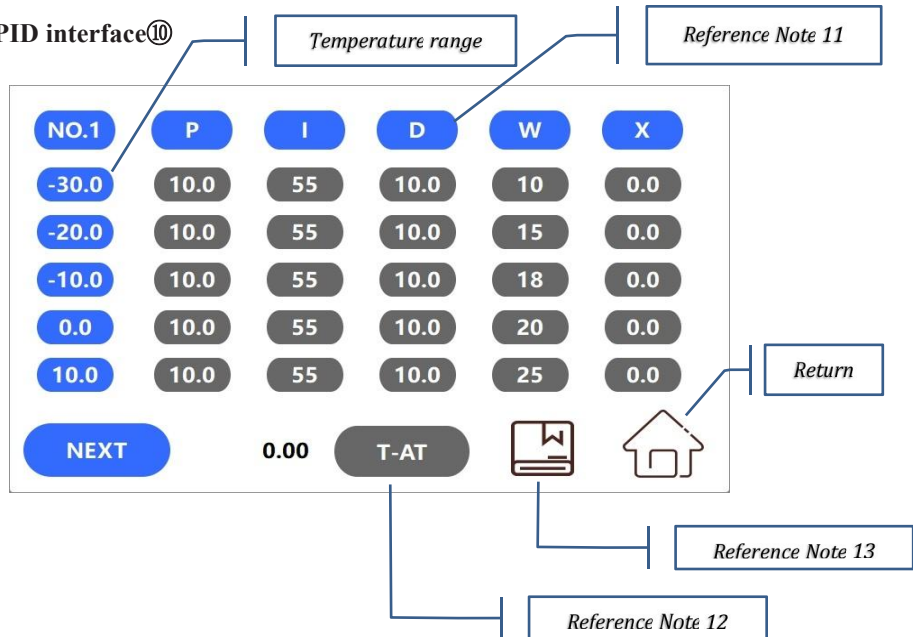 PID interface⑩
Temperature range
Reference Note 11
NO.1 P I D W X
-30.0 10.0 55 10.0 10 0.0
-20.0 10.0 55 10.0 15 0.0
-10.0 10.0 55 10.0 18 0.0
0.0 10.0 55 10.0 20 0.0
10.0 10.0 55 10.0 25 0.0
Return
NEXT 0.00 T-AT
Reference Note 13
Reference Note 12